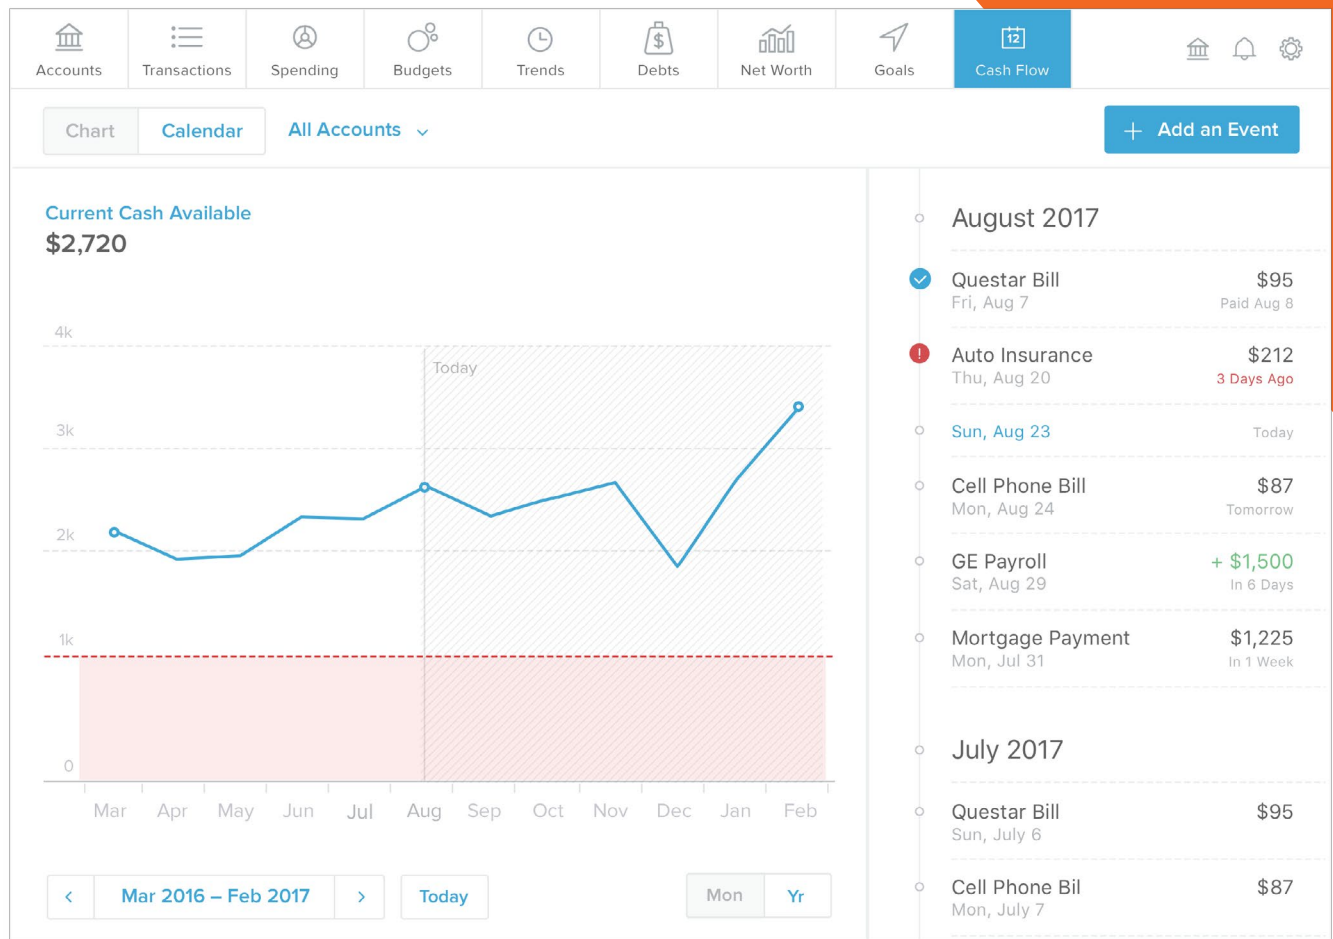 Accounts
Transactions
Spending
Budgets
Trends
$
Debts
Net Worth
Goals
12
Cash Flow
Chart
Calendar
All Accounts
+ Add an Event
Current Cash Available
$2,720
4k
Today
3k
2k
1k
0
Mar Apr May Jun Jul Aug Sep Oct Nov Dec Jan Feb
< Mar 2016 – Feb 2017 >
Today
Mon Yr
August 2017
Questar Bill $95
Fri, Aug 7 Paid Aug 8
! Auto Insurance $212
Thu, Aug 20 3 Days Ago
Sun, Aug 23 Today
Cell Phone Bill $87
Mon, Aug 24 Tomorrow
GE Payroll + $1,500
Sat, Aug 29 In 6 Days
Mortgage Payment $1,225
Mon, Jul 31 In 1 Week
July 2017
Questar Bill $95
Sun, July 6
Cell Phone Bil $87
Mon, July 7